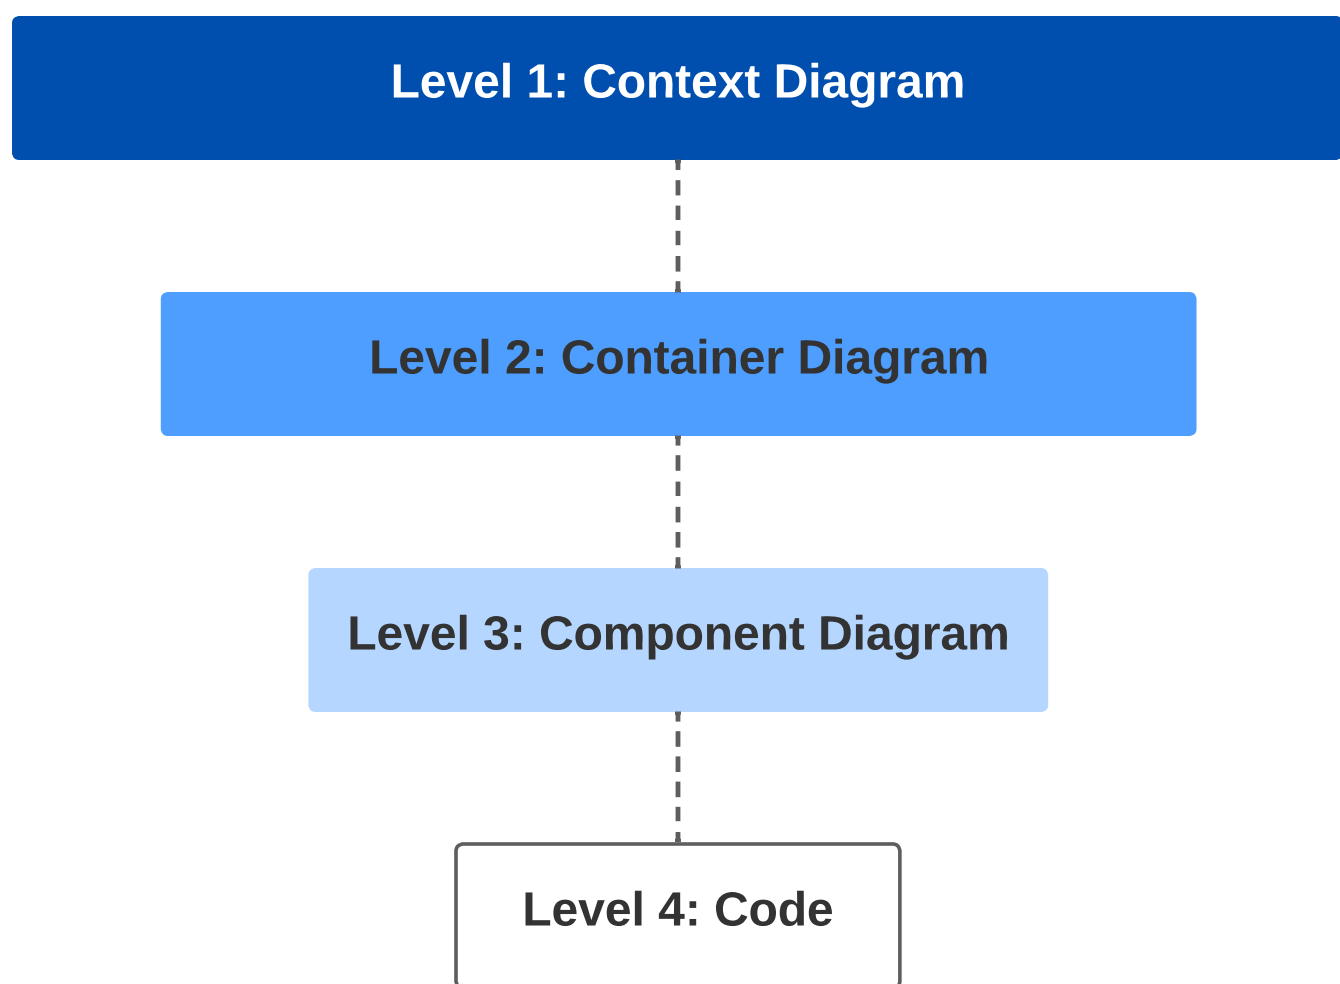 Level 1: Context Diagram
Level 2: Container Diagram
Level 3: Component Diagram
Level 4: Code